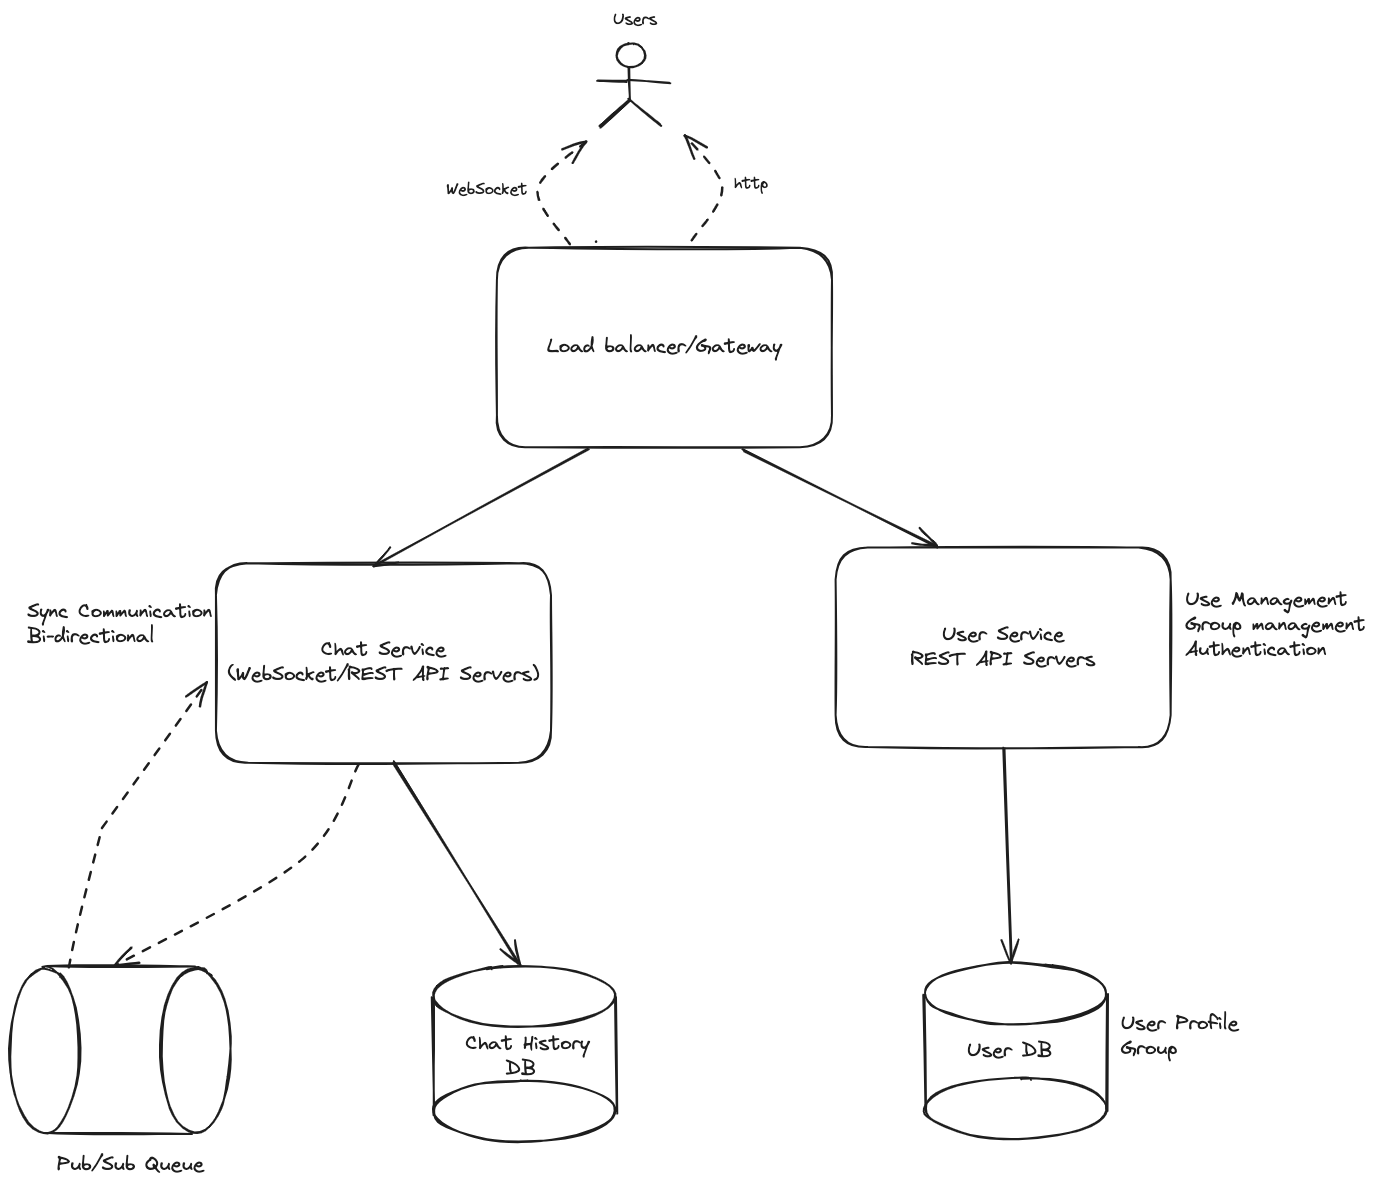 Users
WebSocket
http
Load balancer/Gateway
Sync Communication
Bi-directional
Chat Service
(WebSocket/REST API Servers)
User Service
REST API Servers
Use Management
Group management
Authentication
Chat History
DB
User DB
User Profile
Group
Pub/Sub Queue